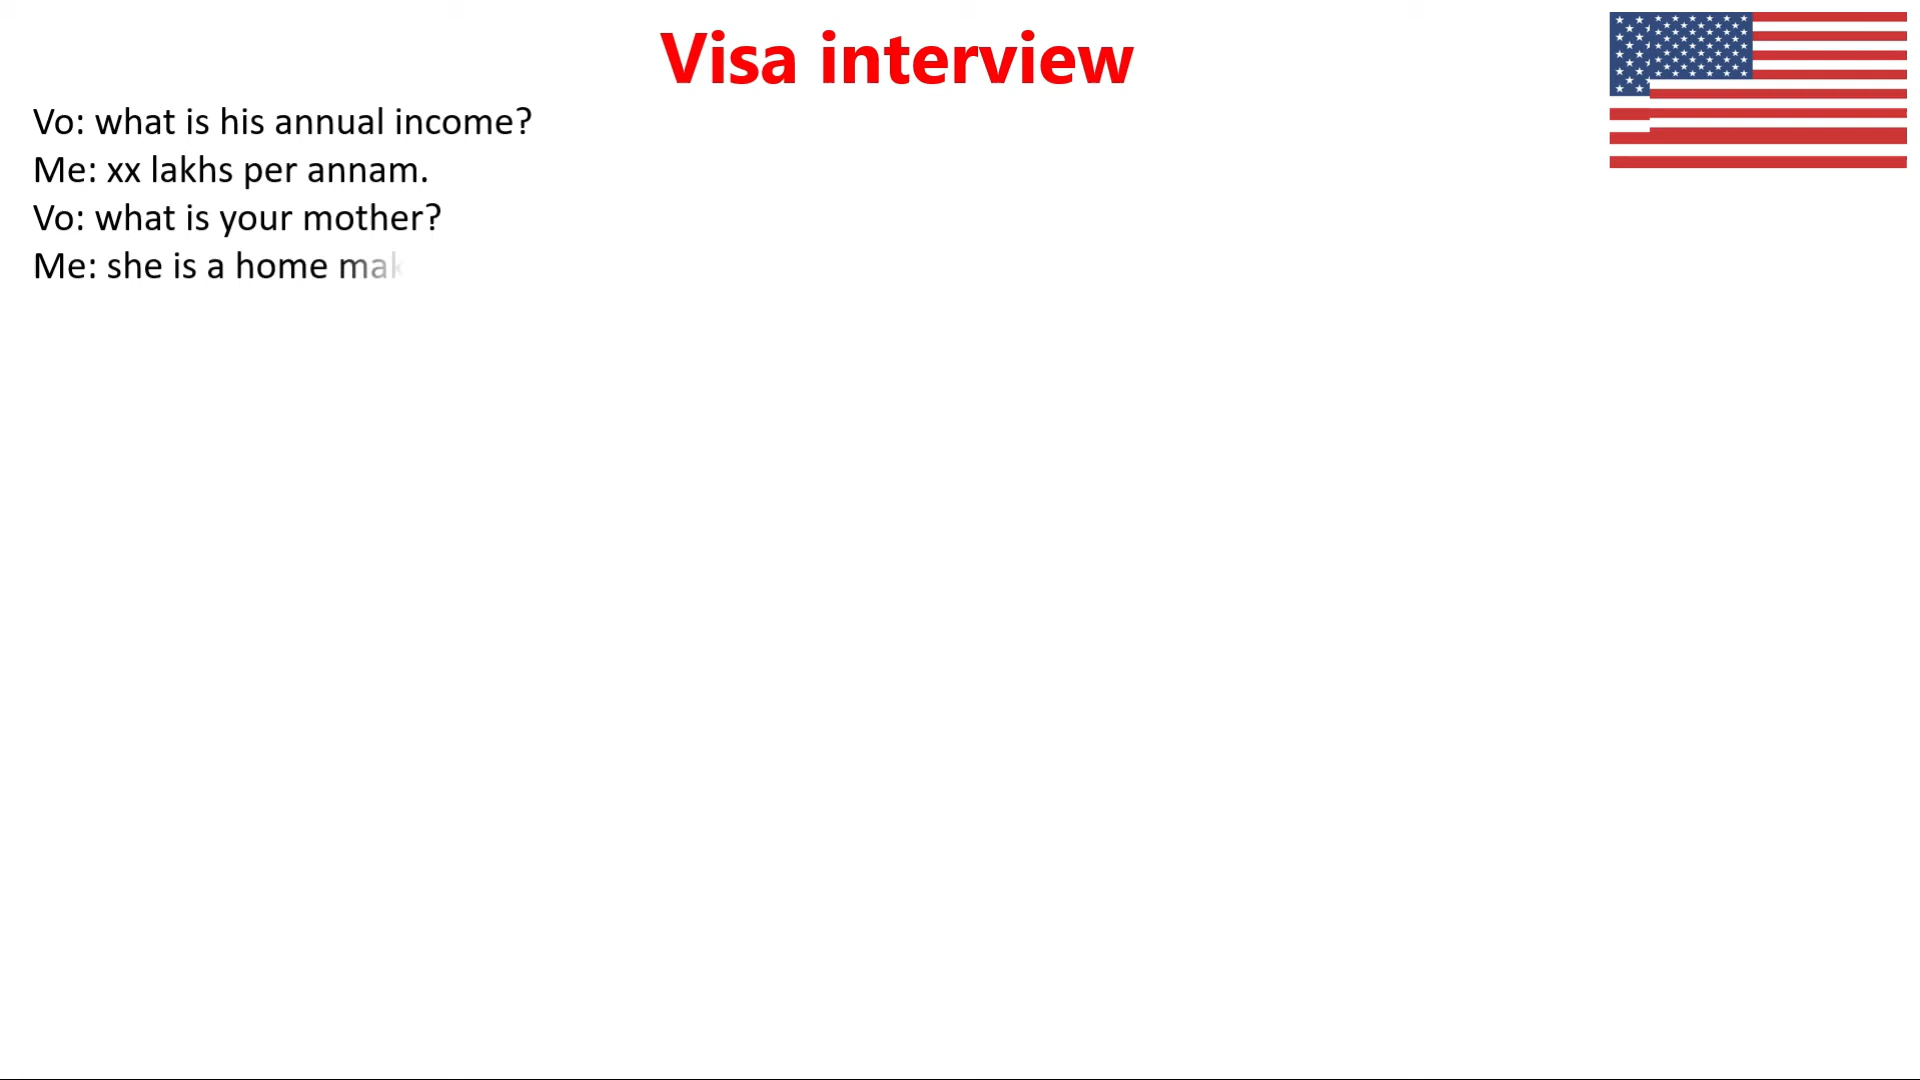 Visa interview
Vo: what is his annual income?
Me: xx lakhs per annam.
Vo: what is your mother?
Me: she is a home mak